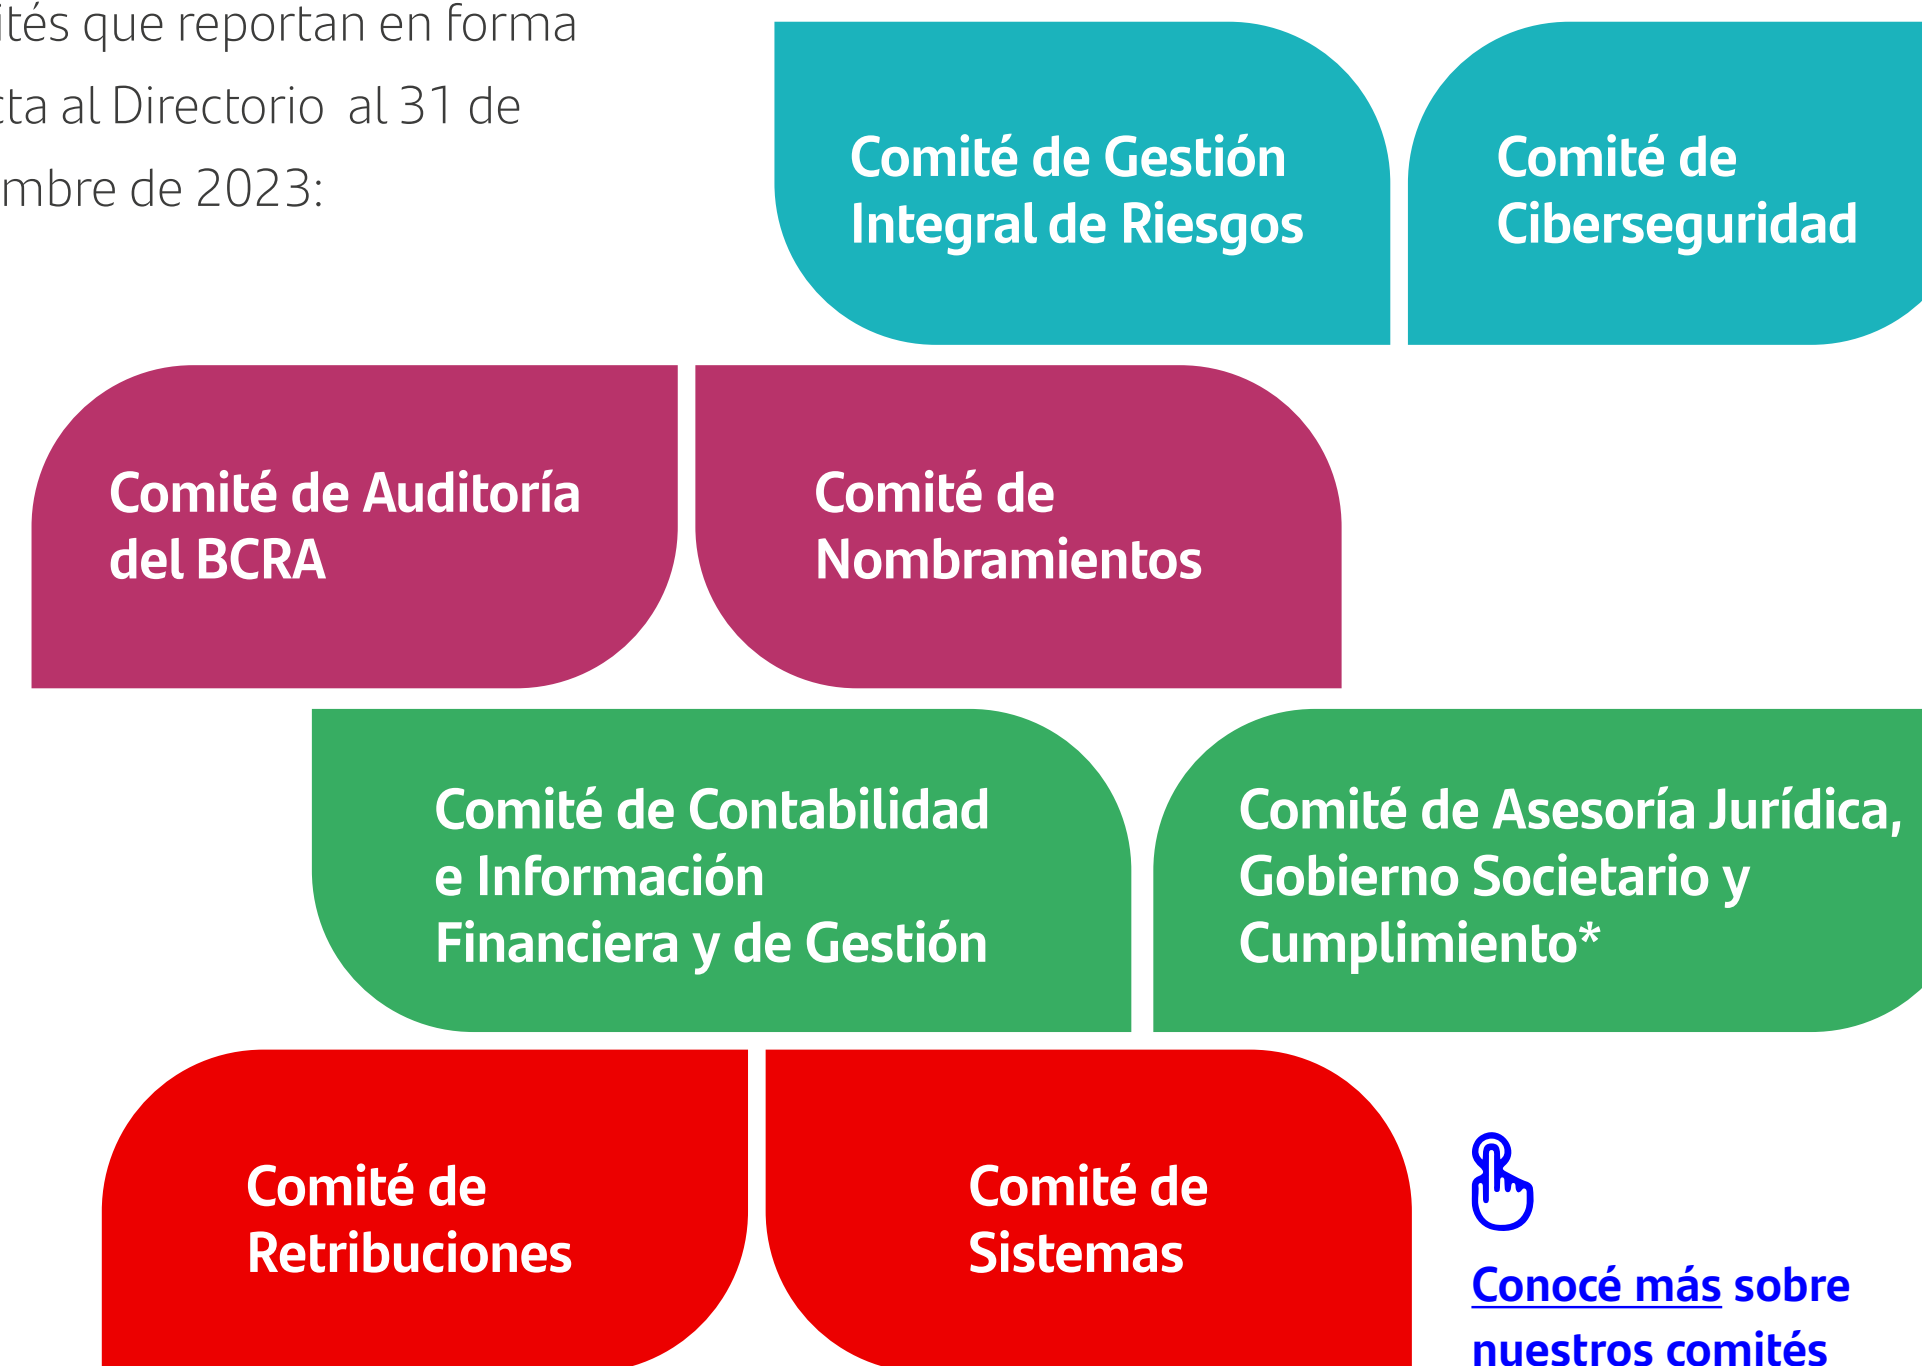 ités que reportan en forma
cta al Directorio al 31 de
mbre de 2023:
Comité de Gestión
Integral de Riesgos
Comité de
Ciberseguridad
Comité de Auditoría
del BCRA
Comité de
Nombramientos
Comité de Contabilidad
e Información
Financiera y de Gestión
Comité de Asesoría Jurídica,
Gobierno Societario y
Cumplimiento*
Comité de
Retribuciones
Comité de
Sistemas
Conocé más sobre
nuestros comités